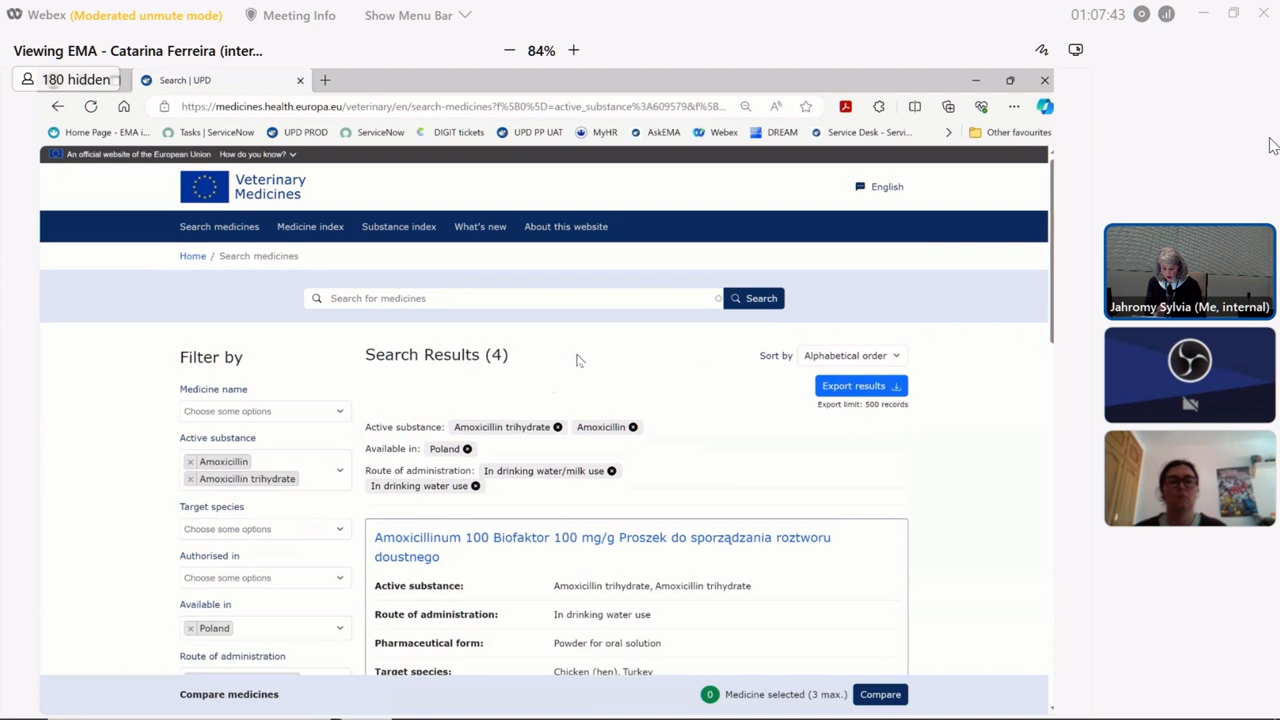 Webex (Moderated unmute mode) Meeting Info Show Menu Bar 01:07:43
Viewing EMA - Catarina Ferreira (inter... 84%
180 hidden Search | UPD
https://medicines.health.europa.eu/veterinary/en/search-medicines?f%5B0%5D=active_substance%3A609579&f%5B...
Home Page - EMA i... Tasks | ServiceNow UPD PROD ServiceNow DIGIT tickets UPD PP UAT MyHR AskEMA Webex DREAM Service Desk - Servi... Other favourites
An official website of the European Union How do you know?
Veterinary
Medicines
English
Search medicines Medicine index Substance index What's new About this website
Home / Search medicines
Search for medicines Search
Filter by
Medicine name
Choose some options
Active substance
× Amoxicillin
× Amoxicillin trihydrate
Target species
Choose some options
Authorised in
Choose some options
Available in
× Poland
Route of administration
Search Results (4)
Sort by Alphabetical order
Export results
Export limit: 500 records
Active substance: Amoxicillin trihydrate Amoxicillin
Available in: Poland
Route of administration: In drinking water/milk use
In drinking water use
Amoxicillinum 100 Biofaktor 100 mg/g Proszek do sporządzania roztworu
doustnego
Active substance: Amoxicillin trihydrate, Amoxicillin trihydrate
Route of administration: In drinking water use
Pharmaceutical form: Powder for oral solution
Target species: Chicken (hen), Turkey
Compare medicines 0 Medicine selected (3 max.) Compare
Jahromy Sylvia (Me, internal)